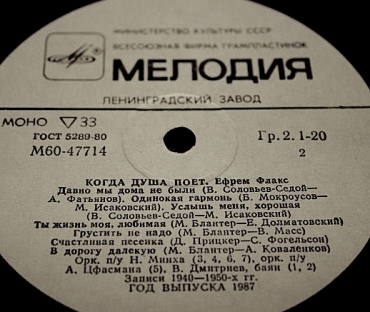 МИНИСТЕРСТВО КУЛЬТУРЫ СССР
ВСЕСОЮЗНАЯ ФИРМА ГРАМПЛАСТИНОК
МЕЛОДИЯ
ЛЕНИНГРАДСКИЙ ЗАВОД
МОНО ▽33
ГОСТ 5289-80
М60-47714
Гр. 2. 1-20
2
КОГДА ДУША ПОЕТ. Ефрем Флакс
Давно мы дома не были (В. Соловьев-Седой—
А. Фатьянов). Одинокая гармонь (Б. Мокроусов—
М. Исаковский). Услышь меня, хорошая
(В. Соловьев-Седой — М. Исаковский)
Ты жизнь моя, любимая (М. Блантер— Е. Долматовский)
Грустить не надо (М. Блантер— В. Масс)
Счастливая песенка (Д. Прицкер— С. Фогельсон)
В дорогу далекую (М. Блантер—А. Коваленков)
Орк. п/у Н. Минха (3, 4, 6, 7), орк. п/у
А. Цфасмана (5), В. Дмитриев, баян (1, 2)
Записи 1940—1950-х гг.
ГОД ВЫПУСКА 1987